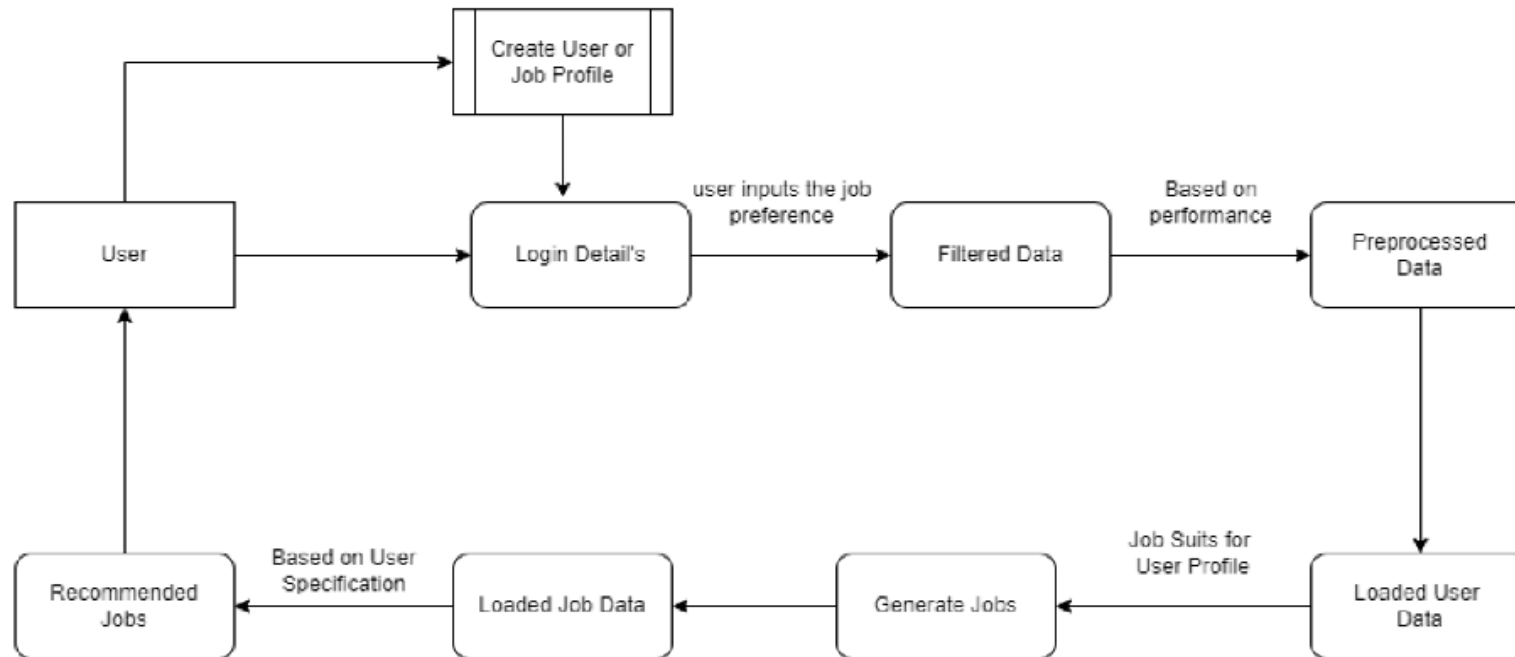 Create User or
Job Profile
user inputs the job
preference
Based on
performance
User
Login Detail's
Filtered Data
Preprocessed
Data
Based on User
Specification
Job Suits for
User Profile
Recommended
Jobs
Loaded Job Data
Generate Jobs
Loaded User
Data